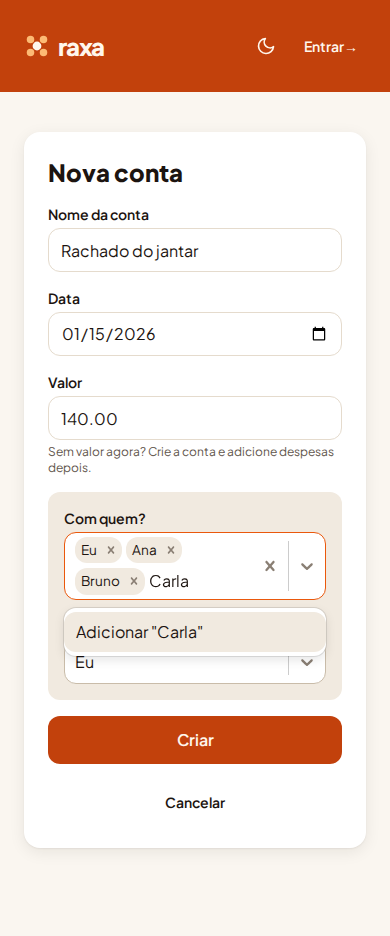 raxa
Entrar→
Nova conta
Nome da conta
Rachado do jantar
Data
01/15/2026
Valor
140.00
Sem valor agora? Crie a conta e adicione despesas
depois.
Com quem?
Eu × Ana ×
Bruno × Carla
Adicionar "Carla"
Eu
Criar
Cancelar